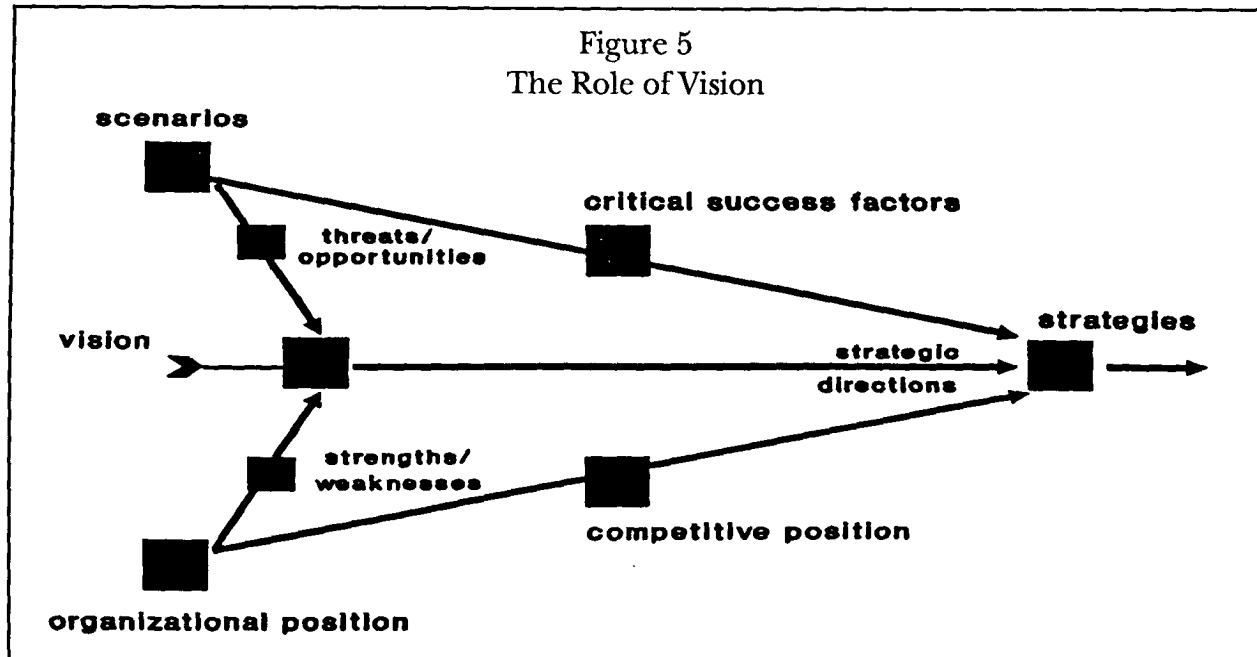 Figure 5
The Role of Vision
scenarios
critical success factors
threats/
opportunities
strategies
vision
strategic
directions
strengths/
weaknesses
competitive position
organizational position